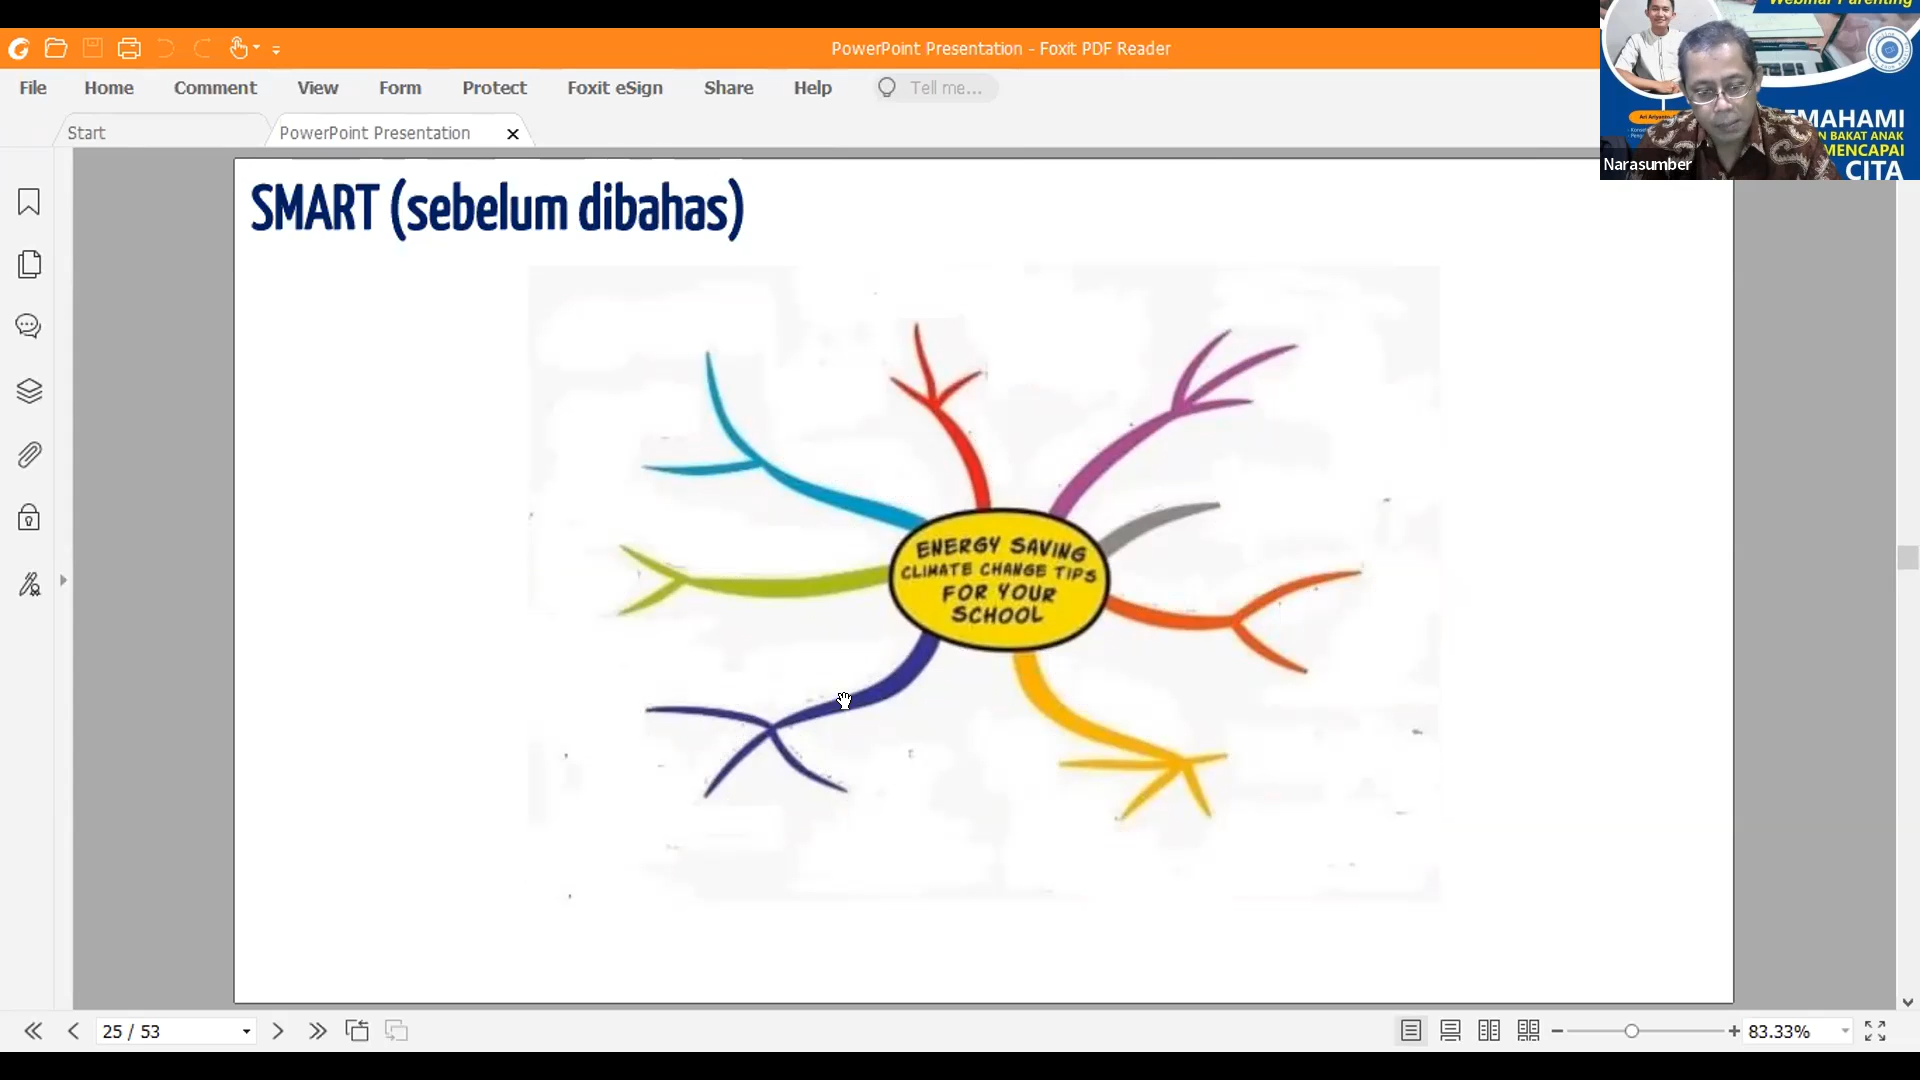 Webinar Parenting
PowerPoint Presentation - Foxit PDF Reader
File Home Comment View Form Protect Foxit eSign Share Help Tell me...
Start PowerPoint Presentation
MAHAMI
BAKAT ANAK
MENCAPAI
CITA
Narasumber
SMART (sebelum dibahas)
ENERGY SAVING
CLIMATE CHANGE TIPS
FOR YOUR
SCHOOL
25 / 53
83.33%